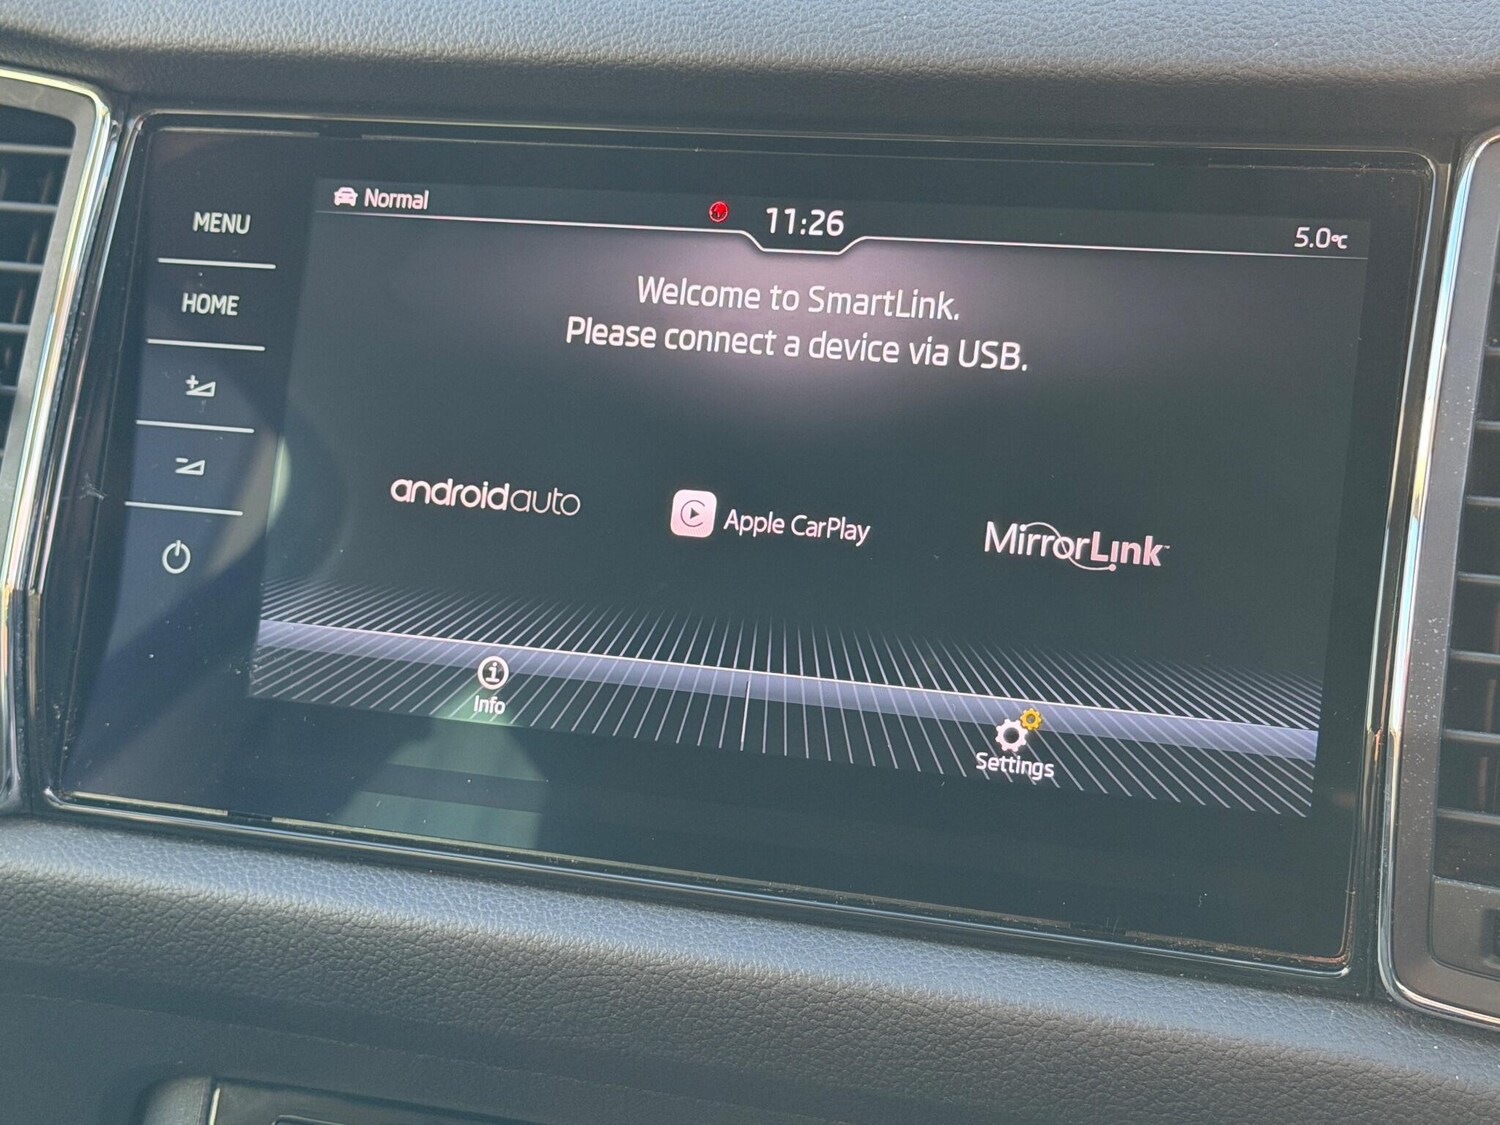 MENU
HOME
Normal
11:26
5.0°C
Welcome to SmartLink.
Please connect a device via USB.
androidauto
Apple CarPlay
MirrorLink™
Info
Settings